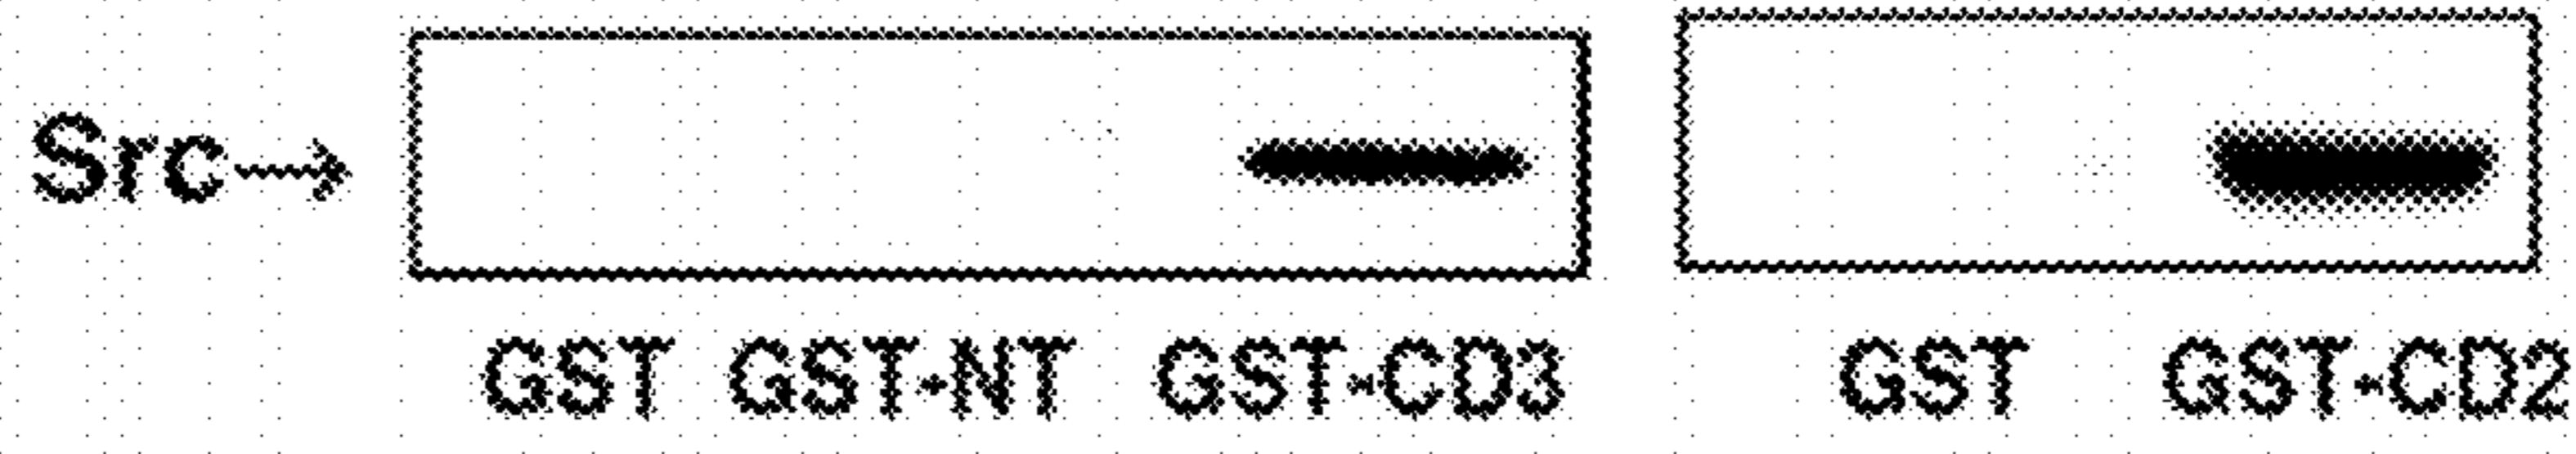 Src→
GST GST-NT GST-CD3 GST GST-CD2